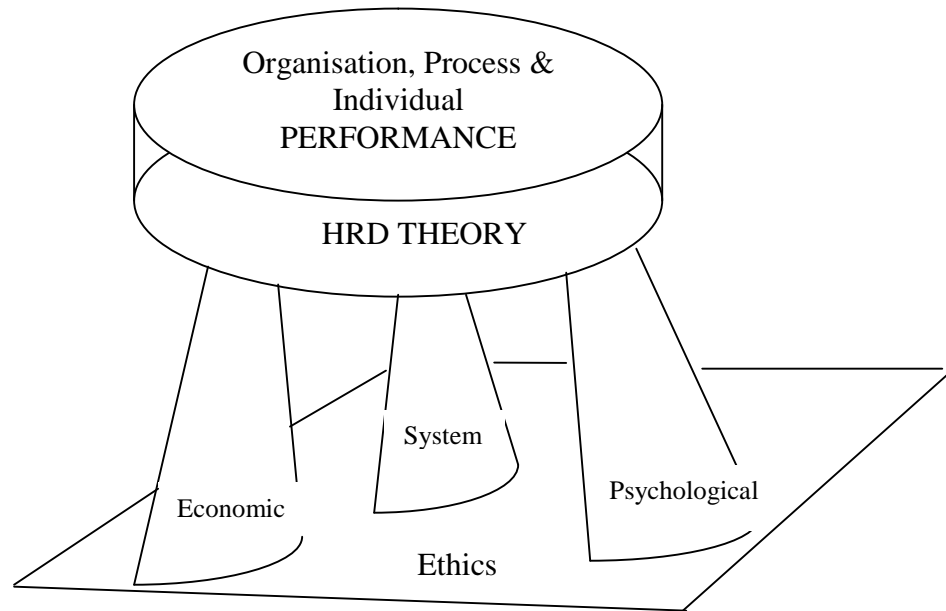 Organisation, Process &
Individual
PERFORMANCE
HRD THEORY
System
Psychological
Economic
Ethics